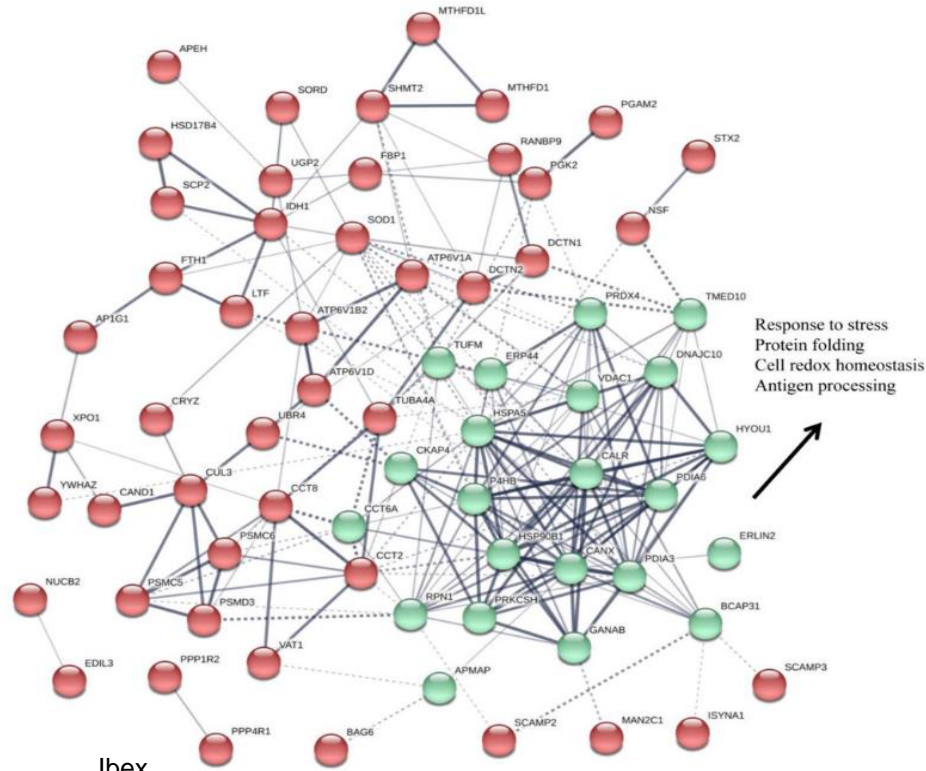 MTHFD1L
APEH
SORD
SHMT2
MTHFD1
PGAM2
HSD17B4
RANBP9
STX2
FBP1
UGP2
PGK2
SCP2
IDH1
NSF
SOD1
DCTN1
FTH1
ATP6V1A
DCTN2
LTF
PRDX4
TMED10
ATP6V1B2
AP1G1
TUFM
ERP44
DNAJC10
VDAC1
ATP6V1D
Response to stress
Protein folding
Cell redox homeostasis
Antigen processing
CRYZ
UBR4
TUBA4A
HSPA5
XPO1
HYOU1
CKAP4
CALR
YWHAZ
CAND1
CUL3
P4HB
PDIA6
CCT8
CCT6A
PSMC6
HSP90B1
CANX
ERLIN2
CCT2
PDIA3
NUCB2
PSMC5
PSMD3
RPN1
PRKCSH
BCAP31
GANAB
VAT1
EDIL3
PPP1R2
APMAP
SCAMP3
PPP4R1
BAG6
SCAMP2
MAN2C1
ISYNA1
Ibex